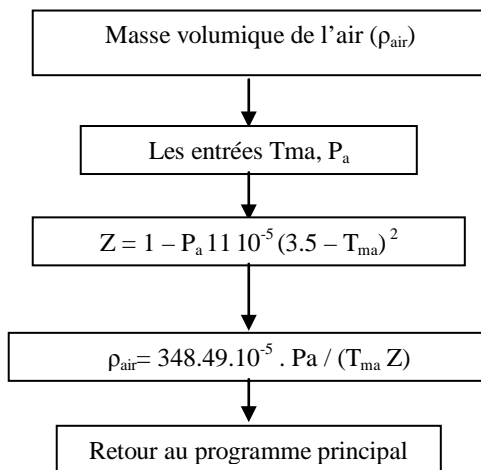 Masse volumique de l’air (ρair)
Les entrées Tma, Pa
Z = 1 – Pa 11 10-5 (3.5 – Tma) 2
ρair= 348.49.10-5 . Pa / (Tma Z)
Retour au programme principal